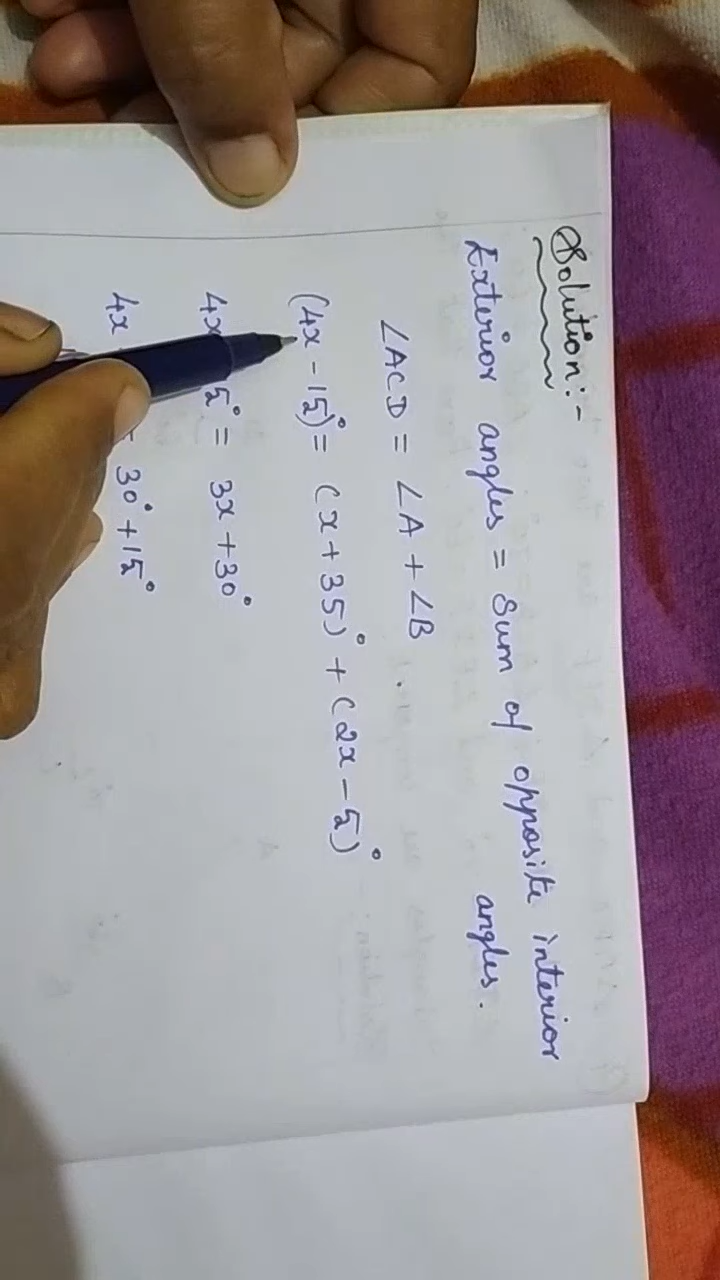 Solution:-
Exterior angles = Sum of opposite interior
angles.
∠ACD = ∠A + ∠B
(4x - 15)° = (x + 35)° + (2x - 5)°
4x 5° = 3x + 30°
4x = 30° + 15°